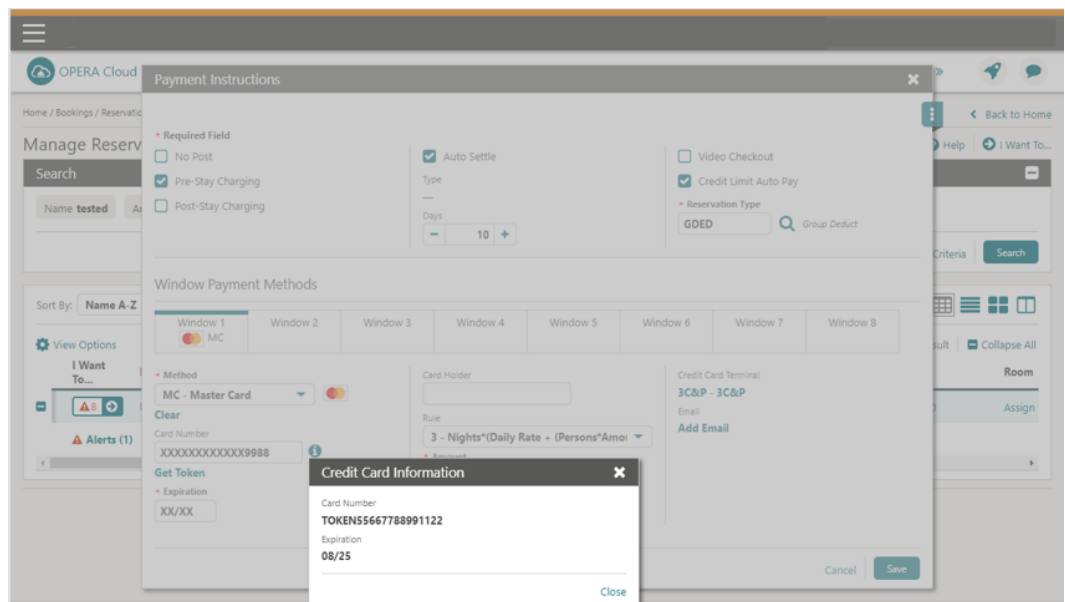 OPERA Cloud
Payment Instructions
Home / Bookings / Reservatio
Back to Home
Manage Reserv
* Required Field
Help
I Want To...
No Post
Auto Settle
Video Checkout
Search
Pre-Stay Charging
Type
—
Credit Limit Auto Pay
Name tested
Ar
Post-Stay Charging
Days
- 10 +
* Reservation Type
GDED
Group Deduct
Criteria
Search
Window Payment Methods
Sort By: Name A-Z
Window 1
MC
Window 2
Window 3
Window 4
Window 5
Window 6
Window 7
Window 8
View Options
sult
Collapse All
I Want
To...
Room
* Method
MC - Master Card
Clear
Card Holder
Credit Card Terminal
3C&P - 3C&P
8
Assign
Rule
3 - Nights*(Daily Rate + (Persons*Amou
* Amount
Email
Add Email
Alerts (1)
Card Number
XXXXXXXXXXXX9988
Get Token
* Expiration
XX/XX
Credit Card Information
Card Number
TOKEN55667788991122
Expiration
08/25
Close
Cancel
Save